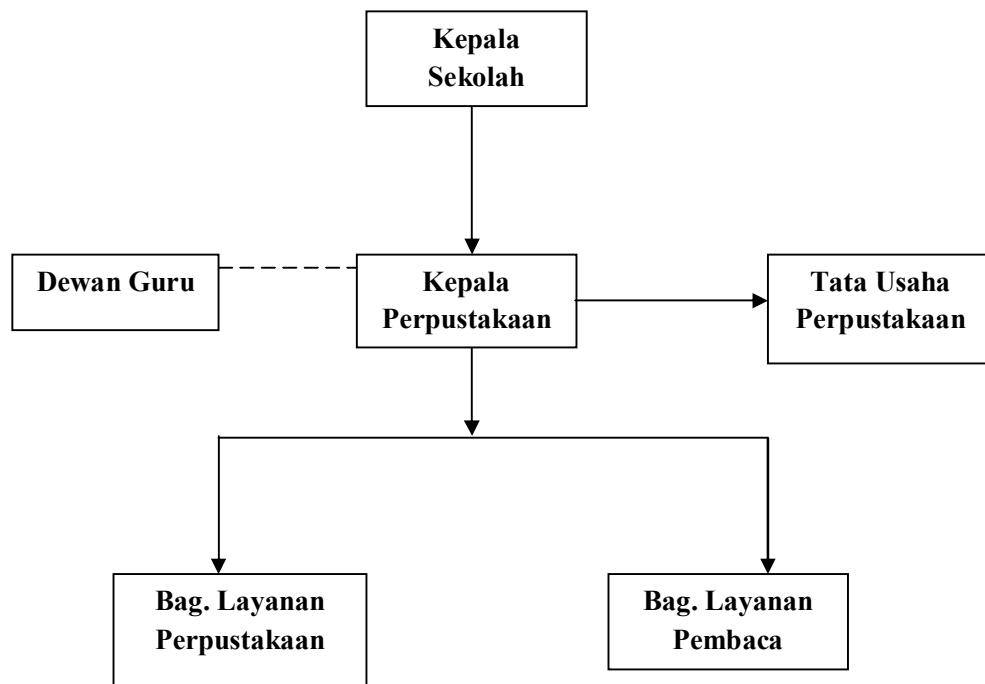 Kepala
Sekolah
Dewan Guru
Kepala
Perpustakaan
Tata Usaha
Perpustakaan
Bag. Layanan
Perpustakaan
Bag. Layanan
Pembaca